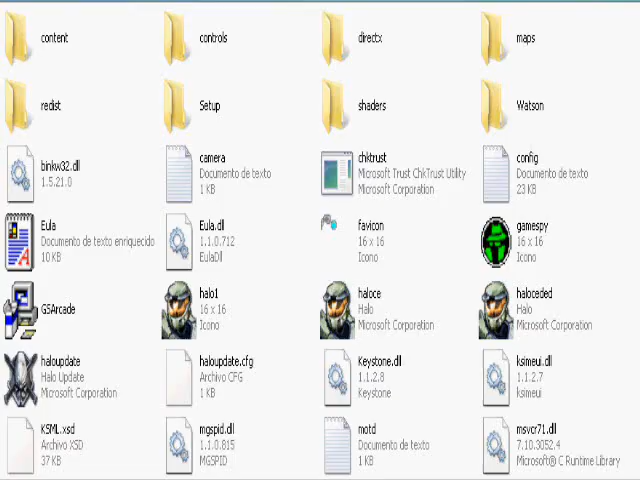 content
controls
directx
maps
redist
Setup
shaders
Watson
binkw32.dll
1.5.21.0
camera
Documento de texto
1 KB
chktrust
Microsoft Trust ChkTrust Utility
Microsoft Corporation
config
Documento de texto
23 KB
Eula
Documento de texto enriquecido
10 KB
Eula.dll
1.1.0.712
EulaDll
favicon
16 x 16
Icono
gamespy
16 x 16
Icono
GSArcade
halo1
16 x 16
Icono
haloce
Halo
Microsoft Corporation
haloceded
Halo
Microsoft Corporation
haloupdate
Halo Update
Microsoft Corporation
haloupdate.cfg
Archivo CFG
1 KB
Keystone.dll
1.1.2.8
Keystone
ksimeui.dll
1.1.2.7
ksimeui
KSML.xsd
Archivo XSD
37 KB
mgspid.dll
1.1.0.815
MGSPID
motd
Documento de texto
1 KB
msvcr71.dll
7.10.3052.4
Microsoft® C Runtime Library